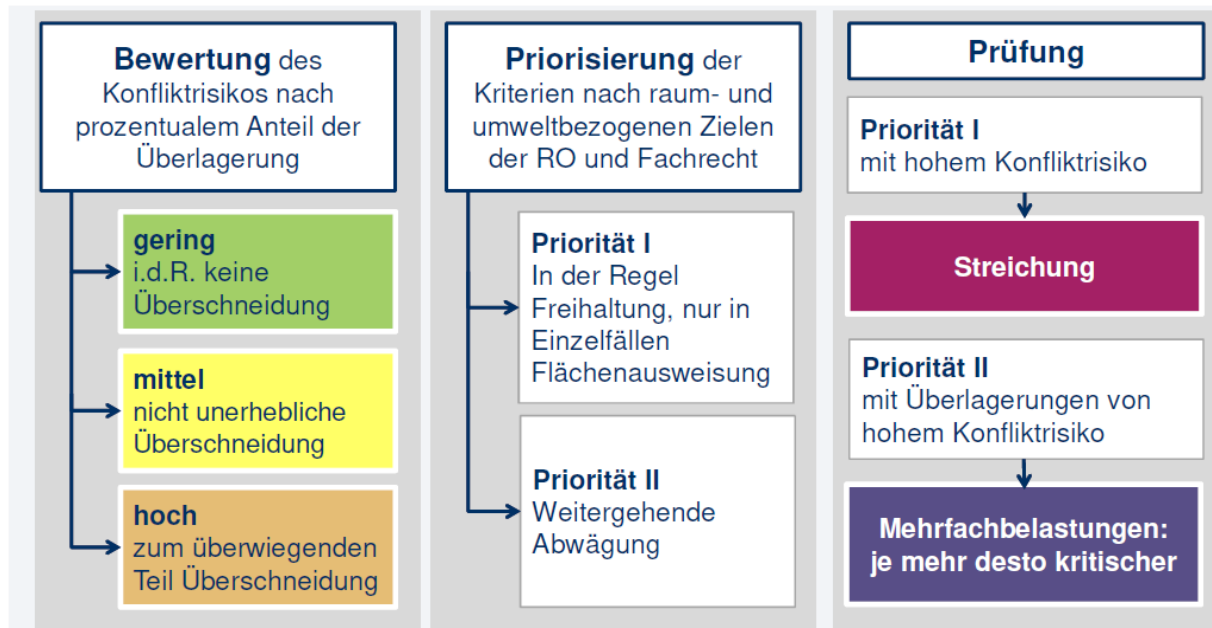 Bewertung des
Konfliktrisikos nach
prozentualem Anteil der
Überlagerung
gering
i.d.R. keine
Überschneidung
mittel
nicht unerhebliche
Überschneidung
hoch
zum überwiegenden
Teil Überschneidung
Priorisierung der
Kriterien nach raum- und
umweltbezogenen Zielen
der RO und Fachrecht
Priorität I
In der Regel
Freihaltung, nur in
Einzelfällen
Flächenausweisung
Priorität II
Weitergehende
Abwägung
Prüfung
Priorität I
mit hohem Konfliktrisiko
Streichung
Priorität II
mit Überlagerungen von
hohem Konfliktrisiko
Mehrfachbelastungen:
je mehr desto kritischer